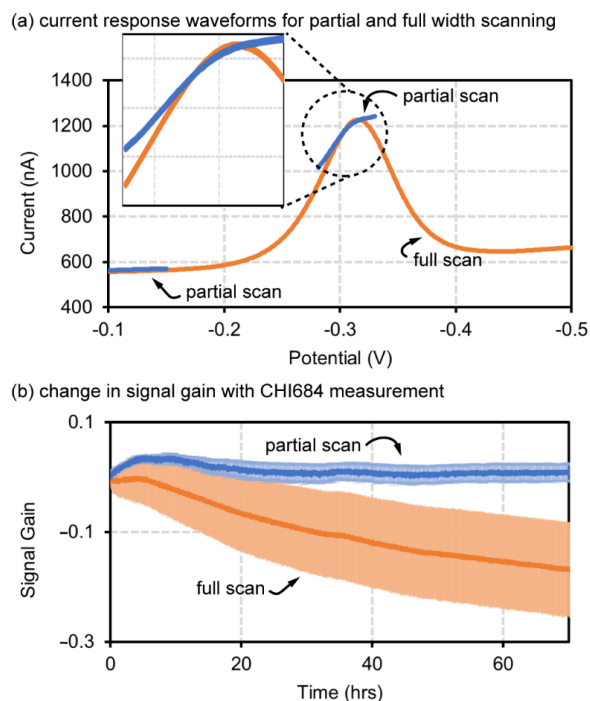 (a) current response waveforms for partial and full width scanning
1400
1200
1000
800
600
400
Current (nA)
partial scan
full scan
partial scan
-0.1
-0.2
-0.3
-0.4
-0.5
Potential (V)
(b) change in signal gain with CHI684 measurement
0.1
−0.1
−0.3
Signal Gain
partial scan
full scan
0
20
40
60
Time (hrs)